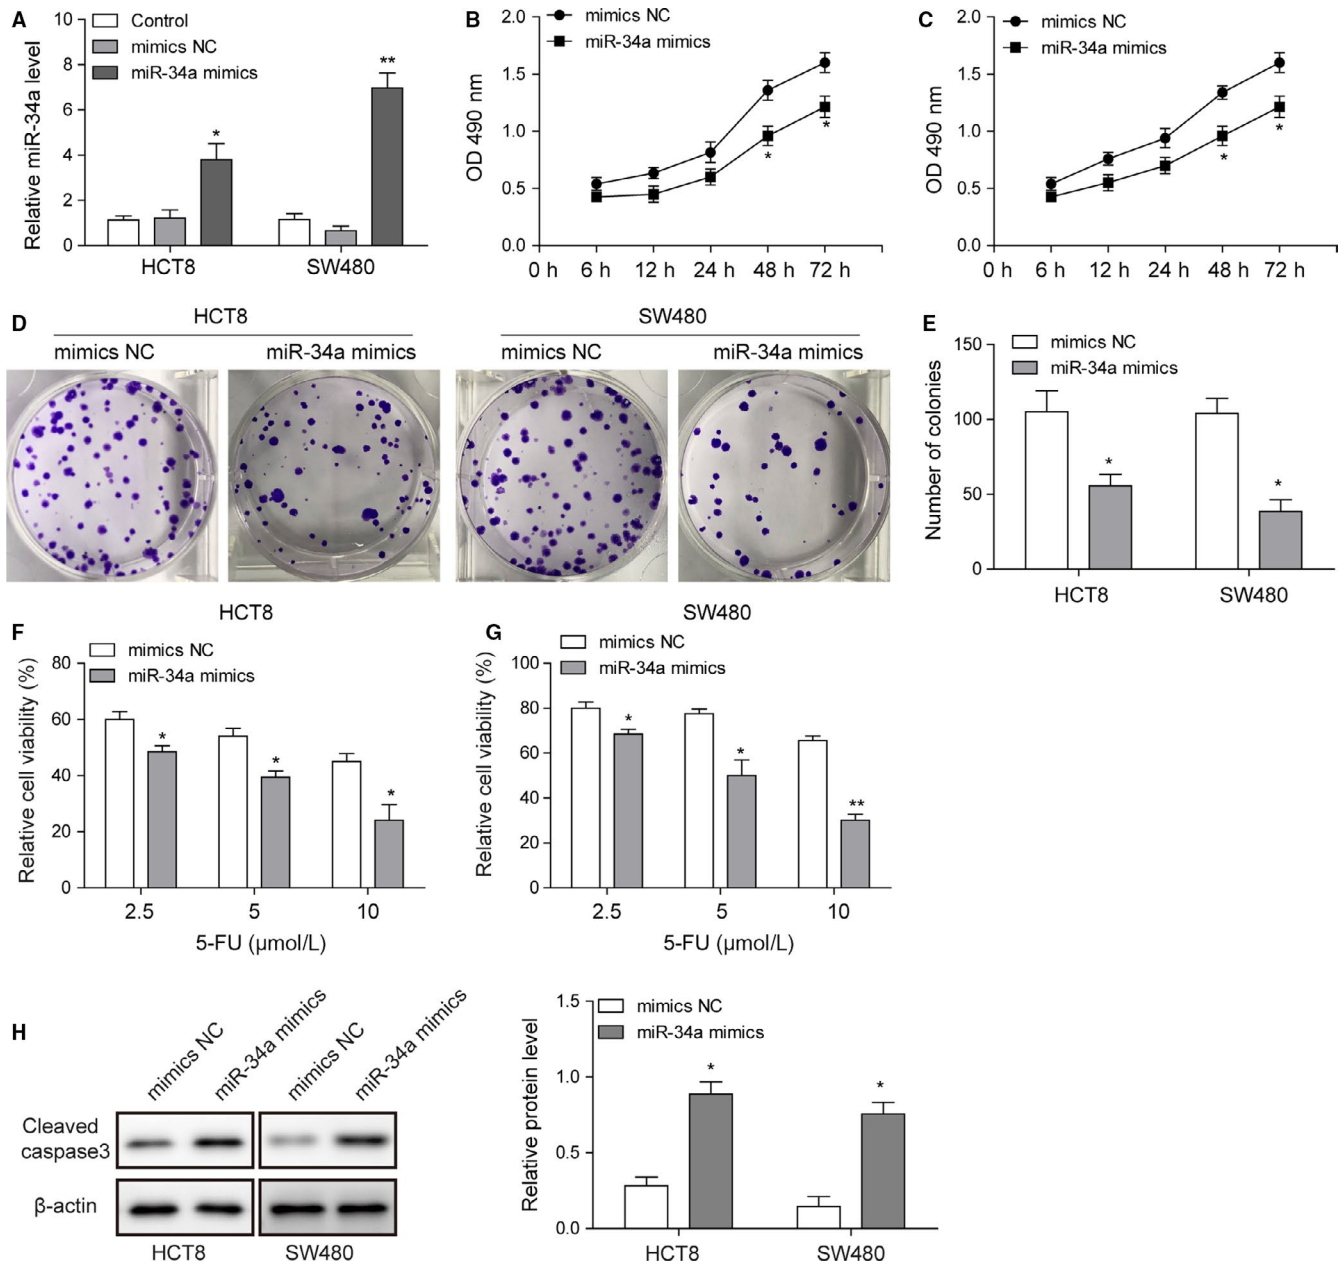 A
Relative miR-34a level
10
8
6
4
2
0
Control
mimics NC
miR-34a mimics
*
**
HCT8
SW480
B
OD 490 nm
2.0
1.5
1.0
0.5
0.0
mimics NC
miR-34a mimics
*
*
0 h 6 h 12 h 24 h 48 h 72 h
C
OD 490 nm
2.0
1.5
1.0
0.5
0.0
mimics NC
miR-34a mimics
*
*
0 h 6 h 12 h 24 h 48 h 72 h
D
HCT8
mimics NC
miR-34a mimics
SW480
mimics NC
miR-34a mimics
E
Number of colonies
150
100
50
0
mimics NC
miR-34a mimics
*
*
HCT8
SW480
F
HCT8
Relative cell viability (%)
80
60
40
20
0
mimics NC
miR-34a mimics
*
*
*
2.5 5 10
5-FU (μmol/L)
G
SW480
Relative cell viability (%)
100
80
60
40
20
0
mimics NC
miR-34a mimics
*
*
**
2.5 5 10
5-FU (μmol/L)
H
mimics NC
miR-34a mimics
mimics NC
miR-34a mimics
Cleaved
caspase3
β-actin
HCT8
SW480
Relative protein level
1.5
1.0
0.5
0.0
mimics NC
miR-34a mimics
*
*
HCT8
SW480